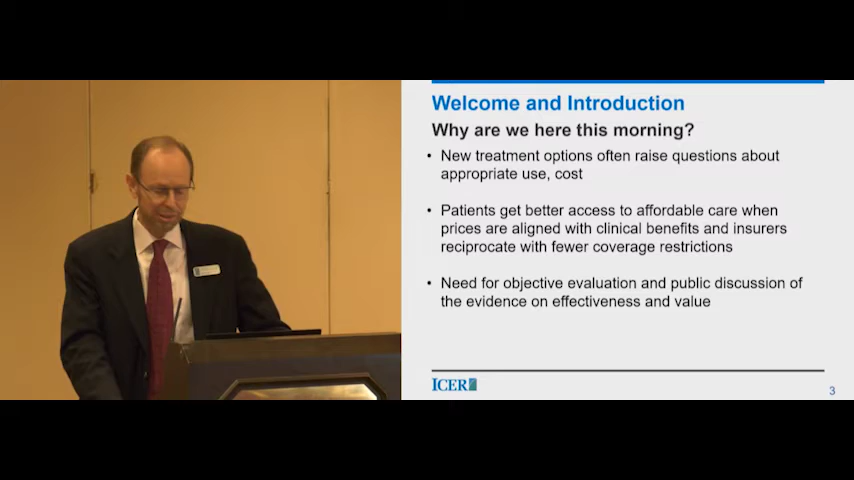 Welcome and Introduction
Why are we here this morning?
• New treatment options often raise questions about
appropriate use, cost
• Patients get better access to affordable care when
prices are aligned with clinical benefits and insurers
reciprocate with fewer coverage restrictions
• Need for objective evaluation and public discussion of
the evidence on effectiveness and value
ICER
3